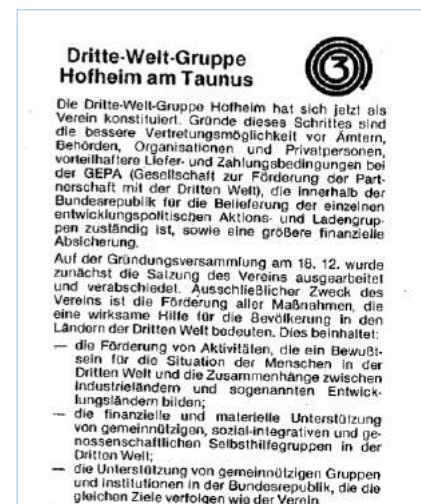 Dritte-Welt-Gruppe
Hofheim am Taunus
3
Die Dritte-Welt-Gruppe Hofheim hat sich jetzt als
Verein konstituiert. Gründe dieses Schrittes sind
die bessere Vertretungsmöglichkeit vor Ämtern,
Behörden, Organisationen und Privatpersonen,
vorteilhaftere Liefer- und Zahlungsbedingungen bei
der GEPA (Gesellschaft zur Förderung der Part-
nerschaft mit der Dritten Welt), die innerhalb der
Bundesrepublik für die Belieferung der einzelnen
entwicklungspolitischen Aktions- und Ladengrup-
pen zuständig ist, sowie eine größere finanzielle
Absicherung.
Auf der Gründungsversammlung am 16. 12. wurde
zunächst die Satzung des Vereins ausgearbeitet
und verabschiedet. Ausschließlicher Zweck des
Vereins ist die Förderung aller Maßnahmen, die
eine wirksame Hilfe für die Bevölkerung in den
Ländern der Dritten Welt bedeuten. Dies beinhaltet:
— die Förderung von Aktivitäten, die ein Bewußt-
sein für die Situation der Menschen in der
Dritten Welt und die Zusammenhänge zwischen
Industrieländern und sogenannten Entwick-
lungsländern bilden;
— die finanzielle und materielle Unterstützung
von gemeinnützigen, sozial-integrativen und ge-
nossenschaftlichen Selbsthilfegruppen in der
Dritten Welt;
— die Unterstützung von gemeinnützigen Gruppen
und Institutionen in der Bundesrepublik, die die
gleichen Ziele verfolgen wie der Verein